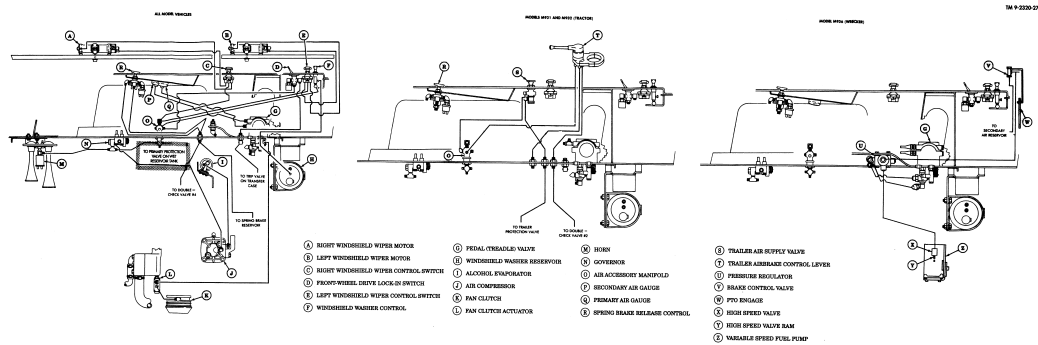 TM 9-2320-27
ALL MODEL VEHICLES
MODELS M931 AND M932 (TRACTOR)
MODEL M936 (WRECKER)
A
B
E
C
D
F
R
P
Q
G
O
N
M
I
H
J
L
K
TO PRIMARY PROTECTION
VALVE ON WET
RESERVOIR TANK
TO DOUBLE
CHECK VALVE #4
TO TRIP VALVE
ON TRANSFER
CASE
TO SPRING BRAKE
RESERVOIR
T
R
S
O
TO TRAILER
PROTECTION VALVE
TO DOUBLE
CHECK VALVE #2
V
W
G
U
TO
SECONDARY
AIR RESERVOIR
X
Y
Z
A RIGHT WINDSHIELD WIPER MOTOR
B LEFT WINDSHIELD WIPER MOTOR
C RIGHT WINDSHIELD WIPER CONTROL SWITCH
D FRONT-WHEEL DRIVE LOCK-IN SWITCH
E LEFT WINDSHIELD WIPER CONTROL SWITCH
F WINDSHIELD WASHER CONTROL
G PEDAL (TREADLE) VALVE
H WINDSHIELD WASHER RESERVOIR
I ALCOHOL EVAPORATOR
J AIR COMPRESSOR
K FAN CLUTCH
L FAN CLUTCH ACTUATOR
M HORN
N GOVERNOR
O AIR ACCESSORY MANIFOLD
P SECONDARY AIR GAUGE
Q PRIMARY AIR GAUGE
R SPRING BRAKE RELEASE CONTROL
S TRAILER AIR SUPPLY VALVE
T TRAILER AIRBRAKE CONTROL LEVER
U PRESSURE REGULATOR
V BRAKE CONTROL VALVE
W PTO ENGAGE
X HIGH SPEED VALVE
Y HIGH SPEED VALVE RAM
Z VARIABLE SPEED FUEL PUMP